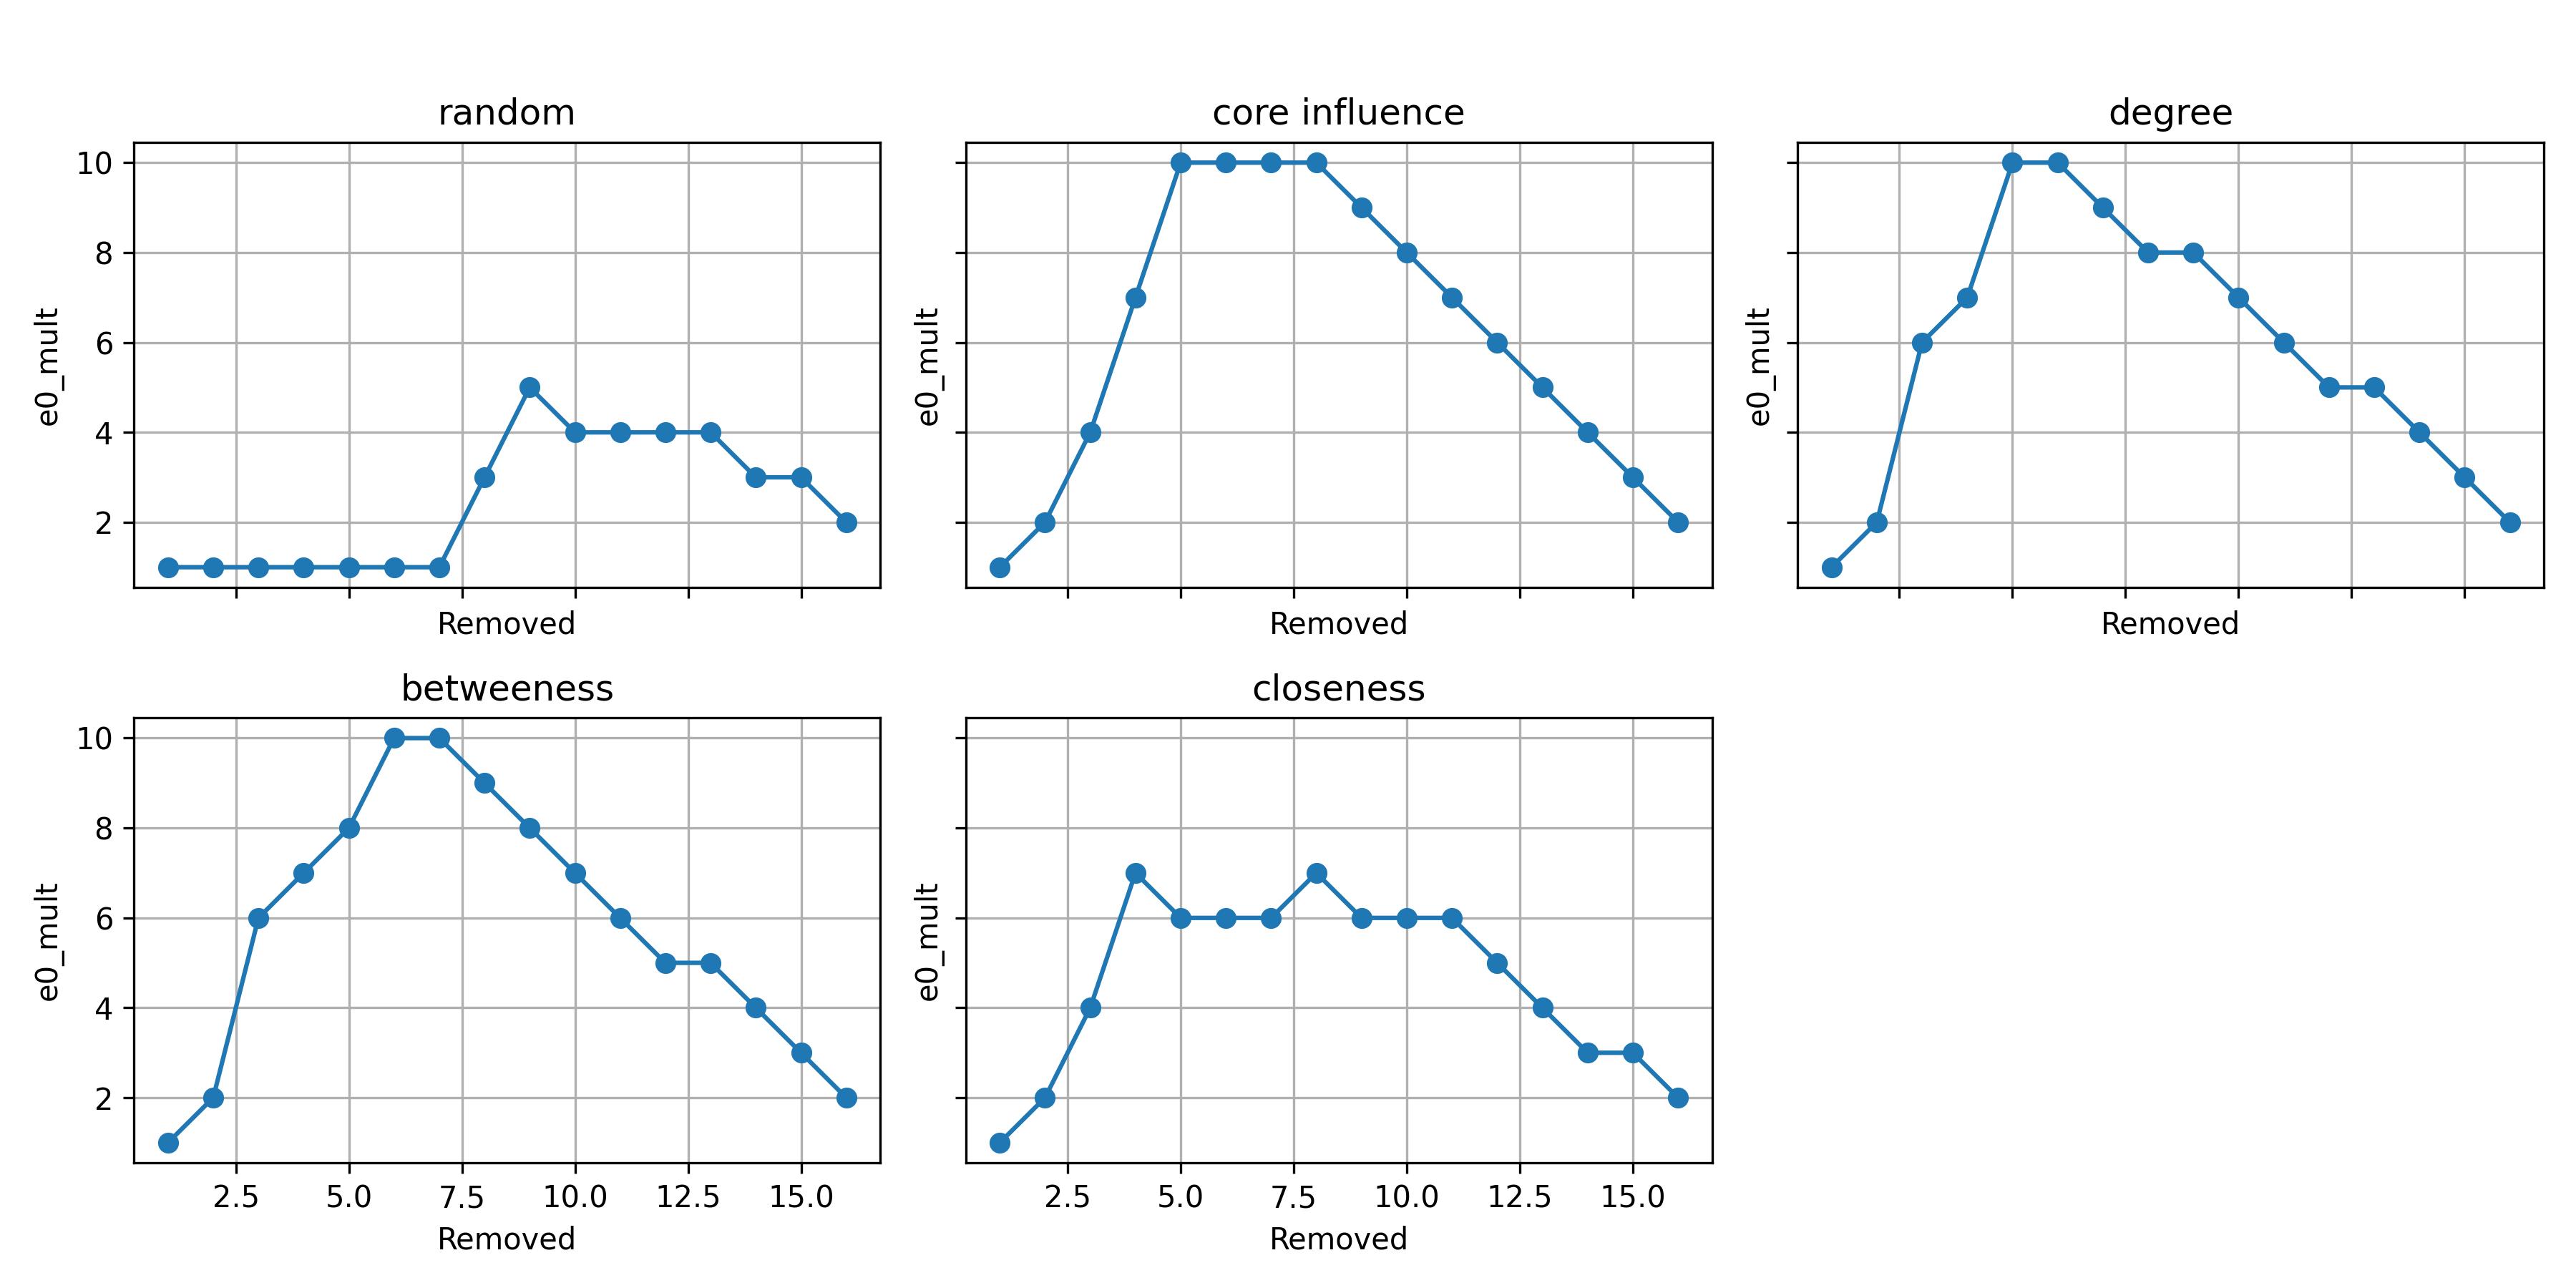 random
10
8
6
4
2
e0_mult
Removed
core influence
e0_mult
Removed
degree
e0_mult
Removed
betweeness
10
8
6
4
2
e0_mult
2.5 5.0 7.5 10.0 12.5 15.0
Removed
closeness
e0_mult
2.5 5.0 7.5 10.0 12.5 15.0
Removed